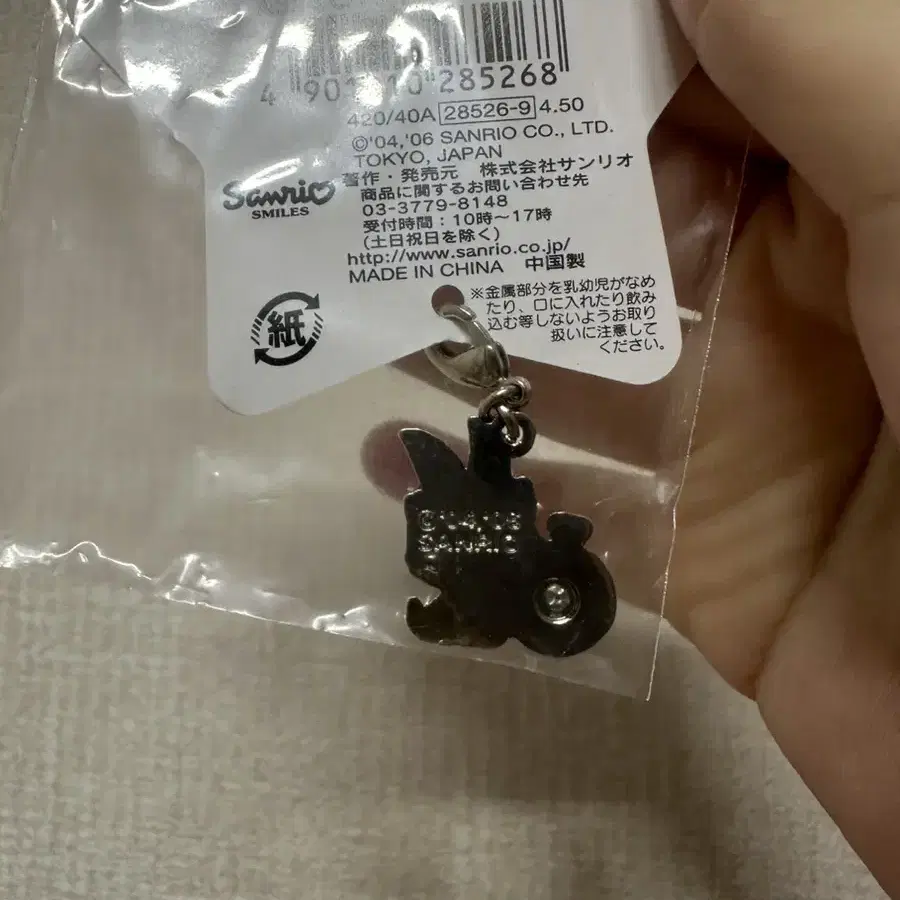 285268
420/40A 28526-9 4.50
©'04,'06 SANRIO CO., LTD.
TOKYO, JAPAN
著作・発売元 株式会社サンリオ
Sanrio
SMILES
商品に関するお問い合わせ先
03-3779-8148
受付時間：10時～17時
(土日祝日を除く)
http://www.sanrio.co.jp/
MADE IN CHINA 中国製
※金属部分を乳幼児がなめ
たり、口に入れたり飲み
込む等しないようお取り
扱いに注意して
ください。
紙
©'04,'06
SANRIO